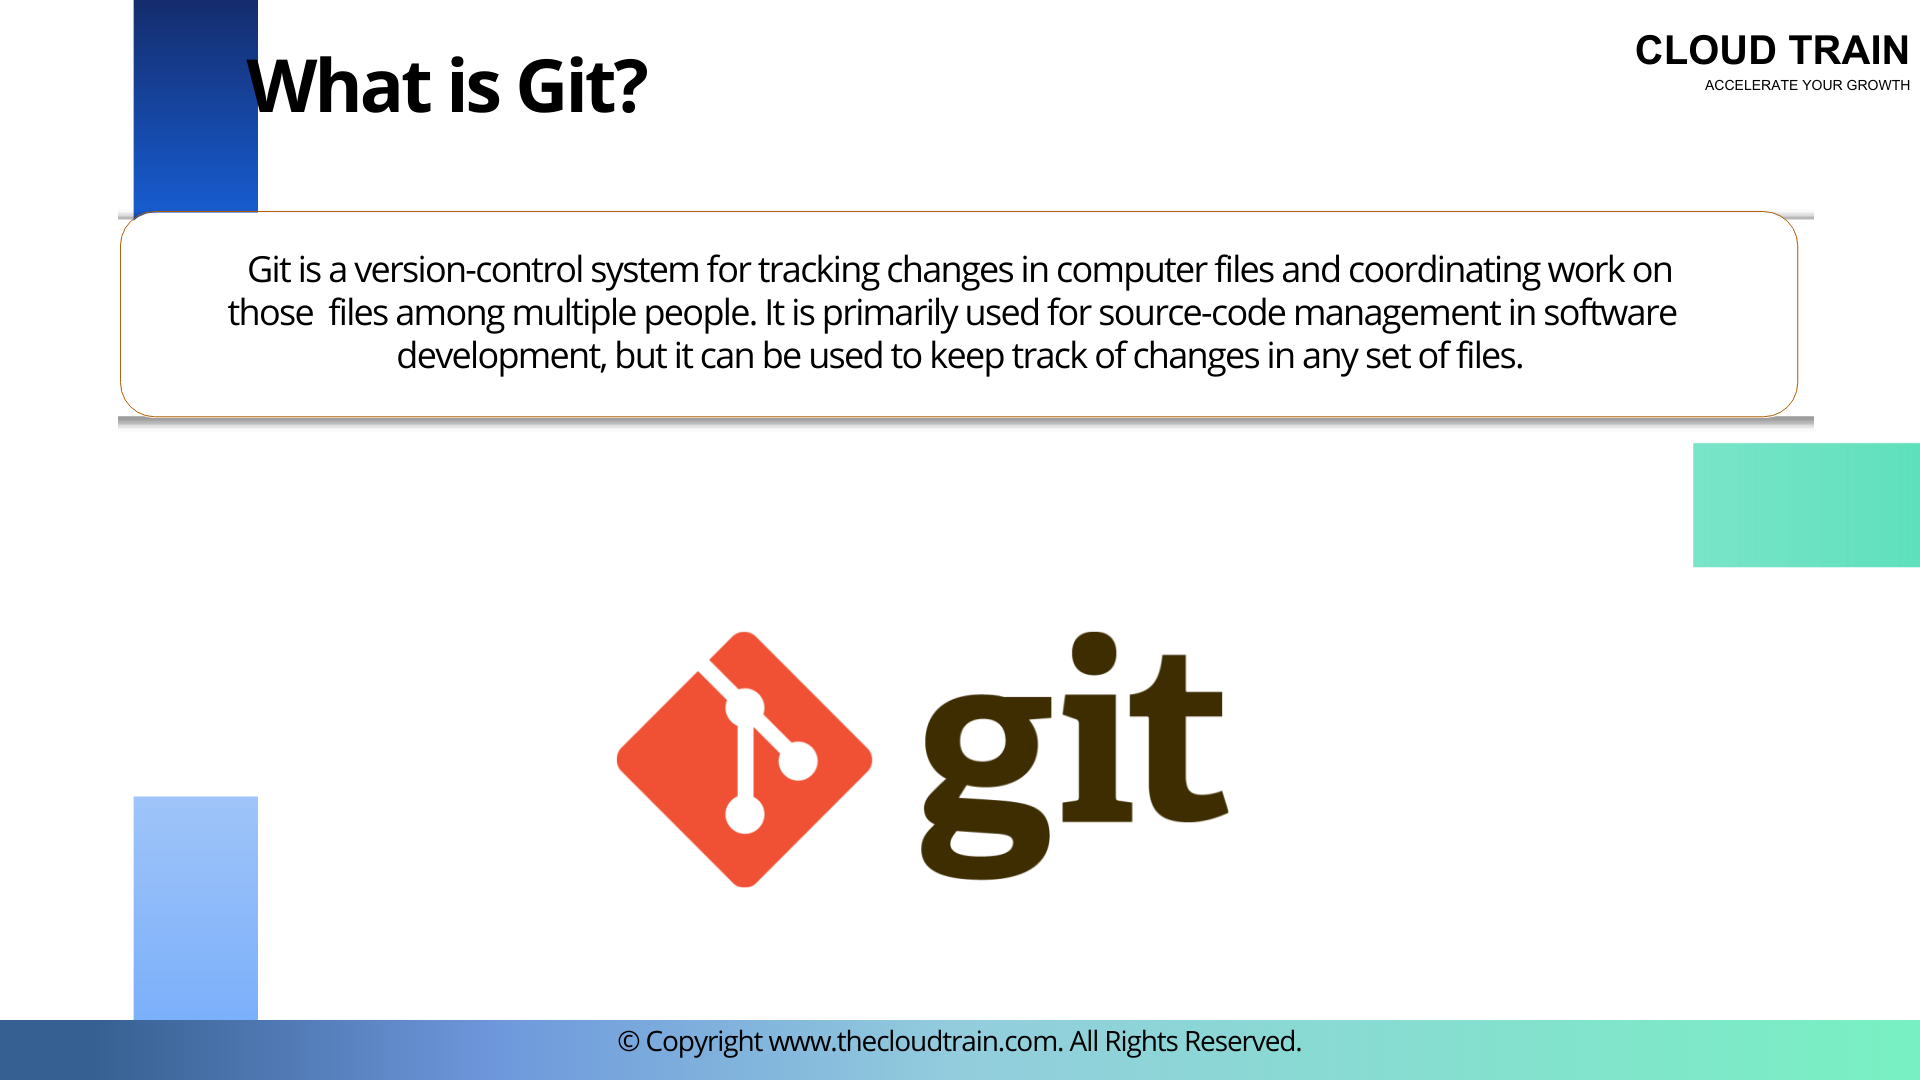 What is Git?
CLOUD TRAIN
ACCELERATE YOUR GROWTH
Git is a version-control system for tracking changes in computer files and coordinating work on
those files among multiple people. It is primarily used for source-code management in software
development, but it can be used to keep track of changes in any set of files.
git
© Copyright www.thecloudtrain.com. All Rights Reserved.